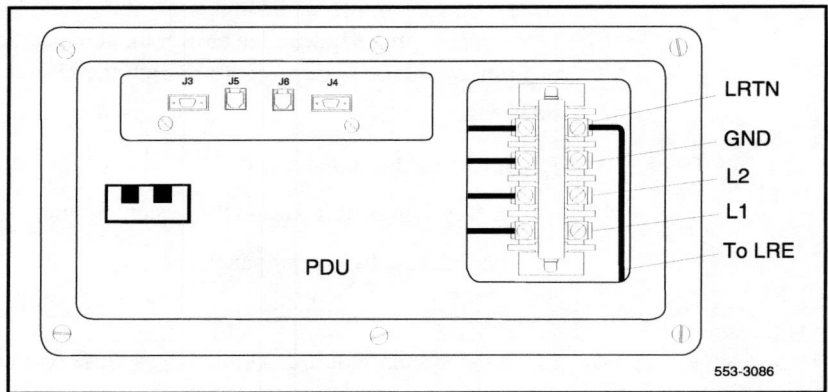 J3 J5 J6 J4
LRTN
GND
L2
L1
To LRE
PDU
553-3086